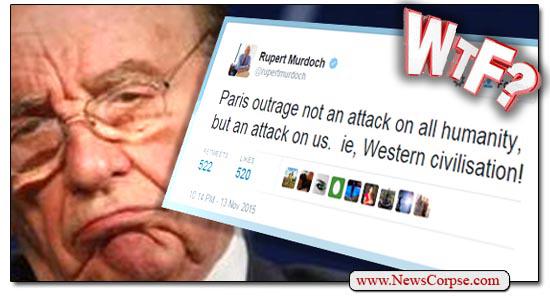 WTF?
Rupert Murdoch
@rupertmurdoch
Paris outrage not an attack on all humanity,
but an attack on us. ie, Western civilisation!
RETWEETS LIKES
522 520
10:14 PM - 13 Nov 2015
www.NewsCorpse.com